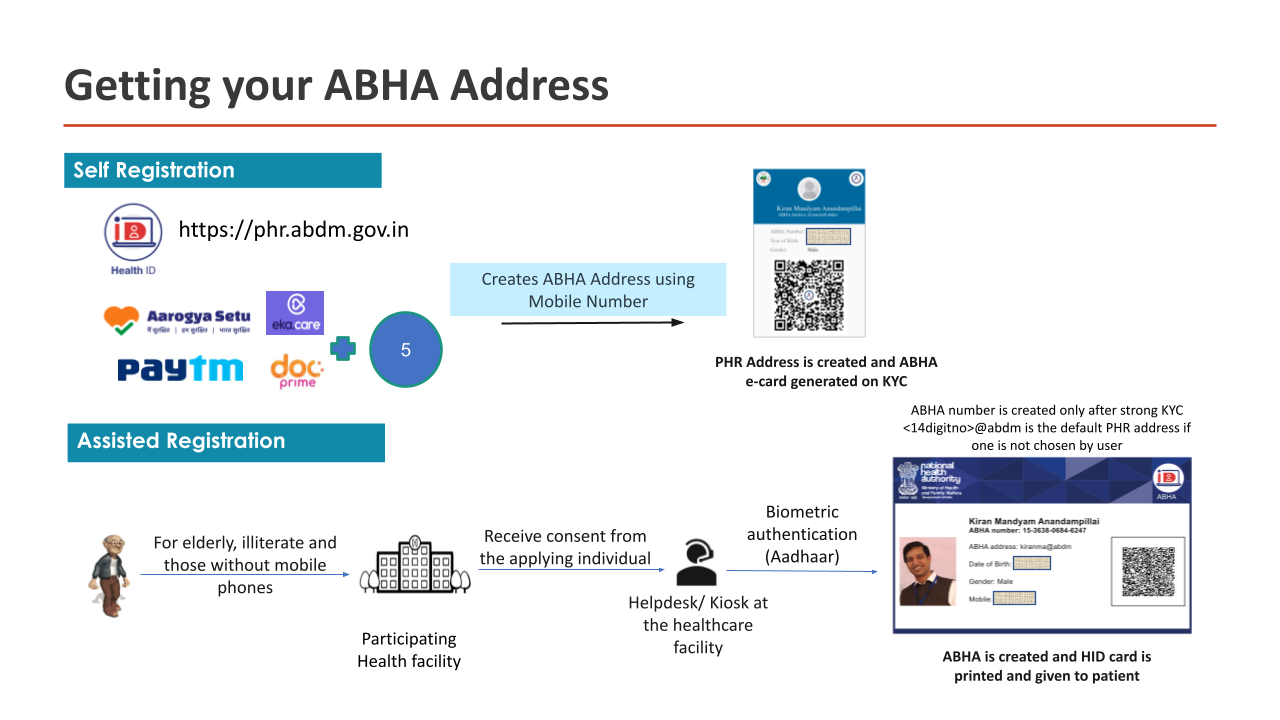 Getting your ABHA Address
Self Registration
https://phr.abdm.gov.in
Health ID
Aarogya Setu
मैं सुरक्षित | हम सुरक्षित | भारत सुरक्षित
eka.care
paytm
doc
prime
5
Creates ABHA Address using
Mobile Number
Kiran Mandyam Anandampillai
ABHA Number:
Year of Birth:
Gender: Male
PHR Address is created and ABHA
e-card generated on KYC
Assisted Registration
For elderly, illiterate and
those without mobile
phones
Participating
Health facility
Receive consent from
the applying individual
Helpdesk/ Kiosk at
the healthcare
facility
Biometric
authentication
(Aadhaar)
ABHA number is created only after strong KYC
<14digitno>@abdm is the default PHR address if
one is not chosen by user
national
health
authority
Ministry of Health
and Family Welfare
ABHA
Kiran Mandyam Anandampillai
ABHA number: 15-3638-0684-6247
ABHA address: kiranma@abdm
Date of Birth:
Gender: Male
Mobile:
ABHA is created and HID card is
printed and given to patient